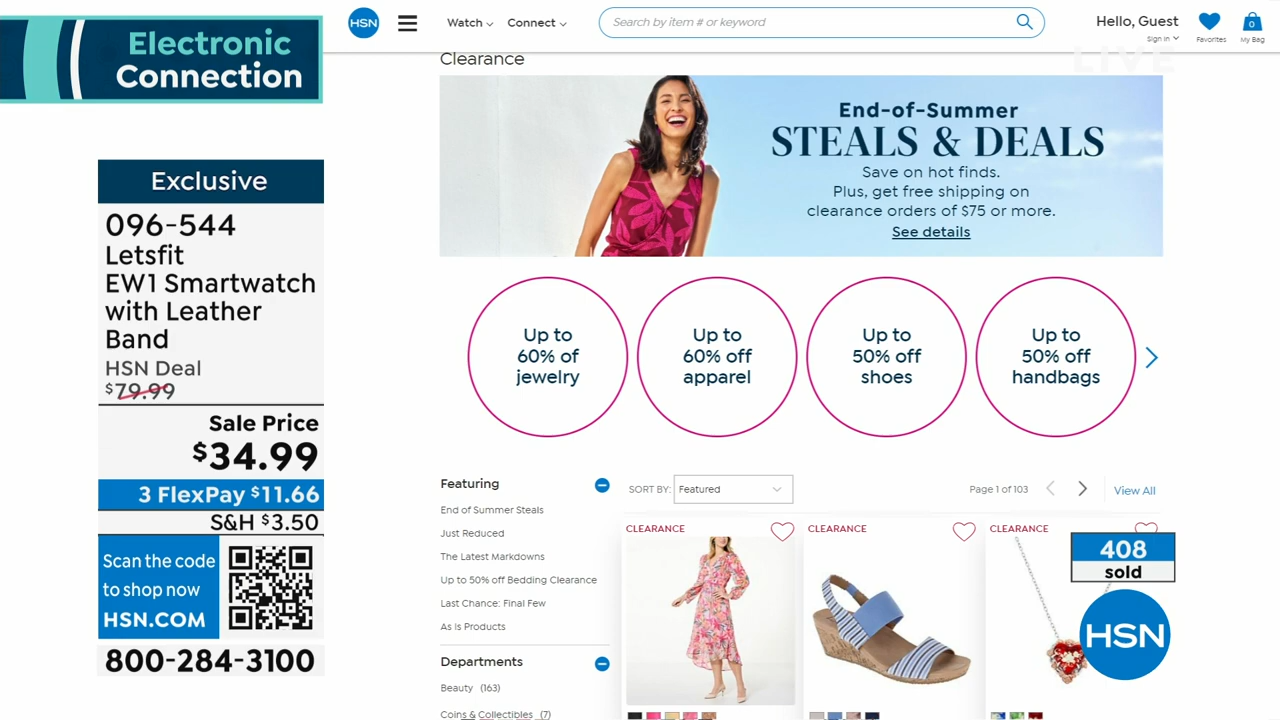 Electronic
Connection
Exclusive
096-544
Letsfit
EW1 Smartwatch
with Leather
Band
HSN Deal
$79.99
Sale Price
$34.99
3 FlexPay $11.66
S&H $3.50
Scan the code
to shop now
HSN.COM
800-284-3100
HSN
Watch
Connect
Search by item # or keyword
Hello, Guest
Sign In
Favorites
0
My Bag
LIVE
Clearance
End-of-Summer
STEALS & DEALS
Save on hot finds.
Plus, get free shipping on
clearance orders of $75 or more.
See details
Up to
60% of
jewelry
Up to
60% off
apparel
Up to
50% off
shoes
Up to
50% off
handbags
Featuring
End of Summer Steals
Just Reduced
The Latest Markdowns
Up to 50% off Bedding Clearance
Last Chance: Final Few
As Is Products
Departments
Beauty (163)
Coins & Collectibles (7)
SORT BY: Featured
Page 1 of 103
View All
CLEARANCE
CLEARANCE
CLEARANCE
408
sold
HSN